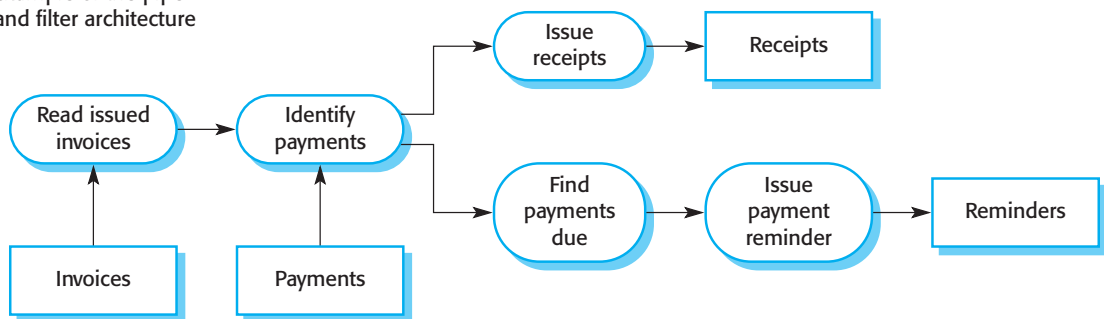 and filter architecture
Issue
receipts
Receipts
Read issued
invoices
Identify
payments
Find
payments
due
Issue
payment
reminder
Reminders
Invoices
Payments